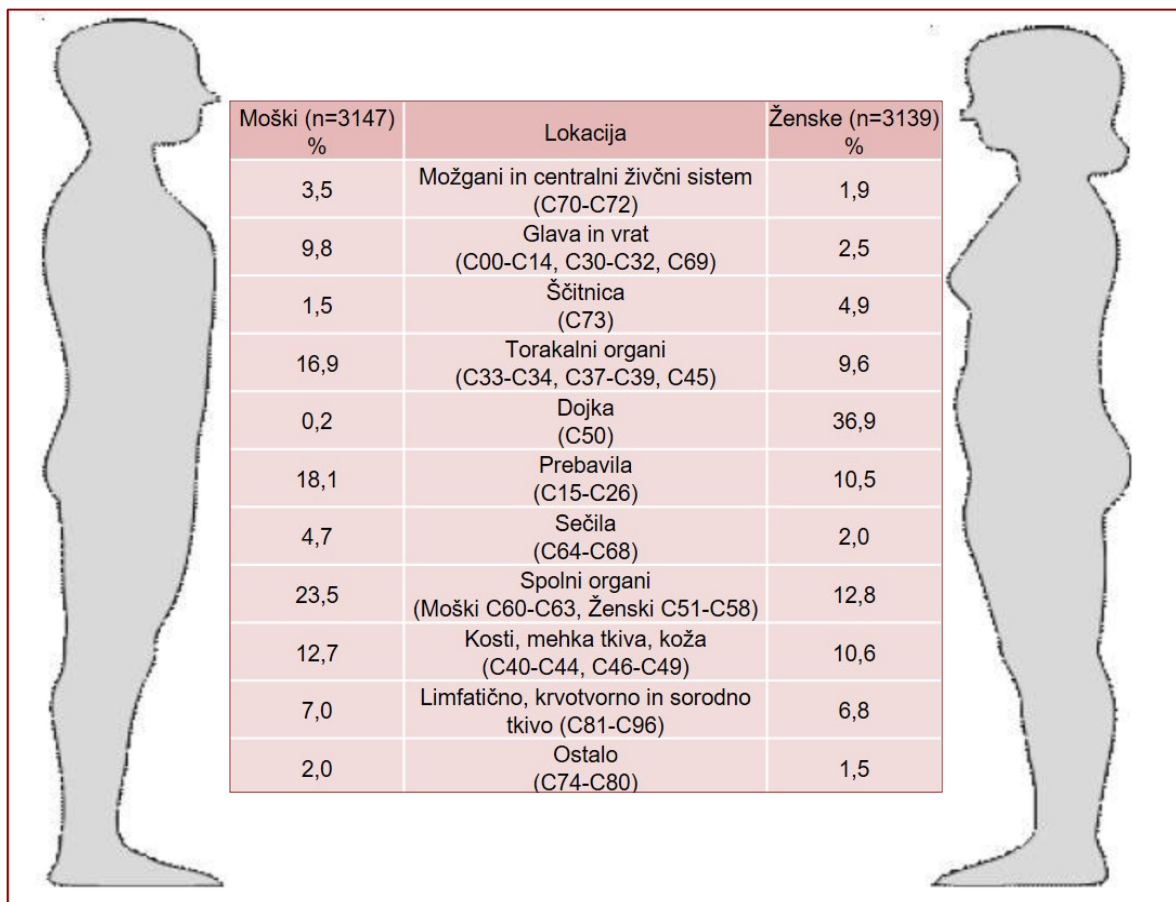 Moški (n=3147)
%
Lokacija
Ženske (n=3139)
%
3,5
Možgani in centralni živčni sistem
(C70-C72)
1,9
9,8
Glava in vrat
(C00-C14, C30-C32, C69)
2,5
1,5
Ščitnica
(C73)
4,9
16,9
Torakalni organi
(C33-C34, C37-C39, C45)
9,6
0,2
Dojka
(C50)
36,9
18,1
Prebavila
(C15-C26)
10,5
4,7
Sečila
(C64-C68)
2,0
23,5
Spolni organi
(Moški C60-C63, Ženski C51-C58)
12,8
12,7
Kosti, mehka tkiva, koža
(C40-C44, C46-C49)
10,6
7,0
Limfatično, krvotvorno in sorodno
tkivo (C81-C96)
6,8
2,0
Ostalo
(C74-C80)
1,5